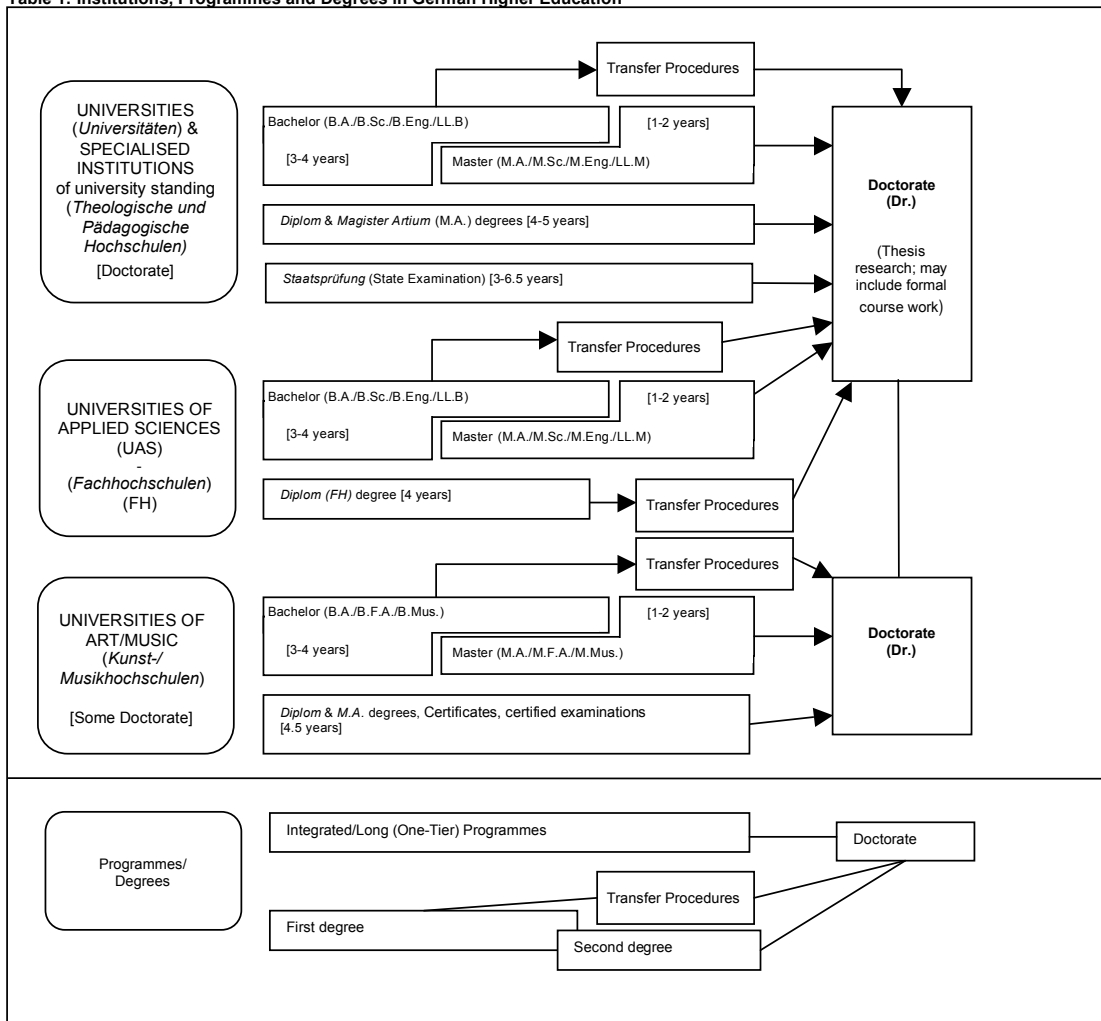 Table 1: Institutions, Programmes and Degrees in German Higher Education
Transfer Procedures
UNIVERSITIES
(Universitäten) &
SPECIALISED
INSTITUTIONS
of university standing
(Theologische und
Pädagogische
Hochschulen)
[Doctorate]
Bachelor (B.A./B.Sc./B.Eng./LL.B)
[3-4 years]
[1-2 years]
Master (M.A./M.Sc./M.Eng./LL.M)
Diplom & Magister Artium (M.A.) degrees [4-5 years]
Staatsprüfung (State Examination) [3-6.5 years]
Doctorate
(Dr.)
(Thesis
research; may
include formal
course work)
UNIVERSITIES OF
APPLIED SCIENCES
(UAS)
-
(Fachhochschulen)
(FH)
Transfer Procedures
Bachelor (B.A./B.Sc./B.Eng./LL.B)
[3-4 years]
[1-2 years]
Master (M.A./M.Sc./M.Eng./LL.M)
Diplom (FH) degree [4 years]
Transfer Procedures
UNIVERSITIES OF
ART/MUSIC
(Kunst-/
Musikhochschulen)
[Some Doctorate]
Transfer Procedures
Bachelor (B.A./B.F.A./B.Mus.)
[3-4 years]
[1-2 years]
Master (M.A./M.F.A./M.Mus.)
Diplom & M.A. degrees, Certificates, certified examinations
[4.5 years]
Doctorate
(Dr.)
Programmes/
Degrees
Integrated/Long (One-Tier) Programmes
Doctorate
Transfer Procedures
First degree
Second degree